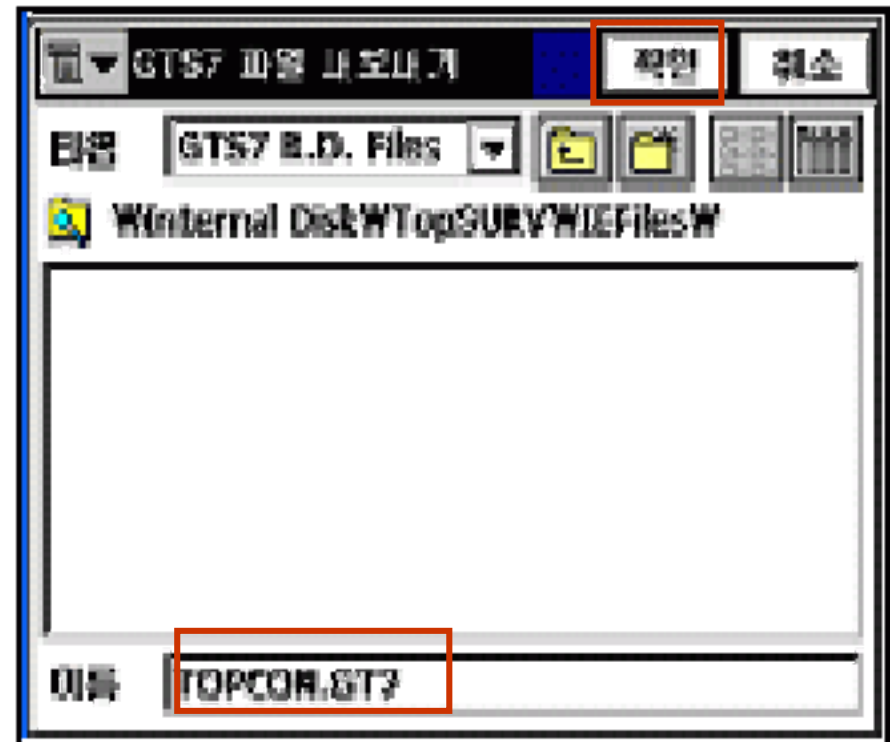 GTS7 파일 내보내기 확인 취소
타입 GTS7 R.D. Files
₩Internal Disk₩TopSURV₩IEFiles₩
이름 TOPCON.GT7